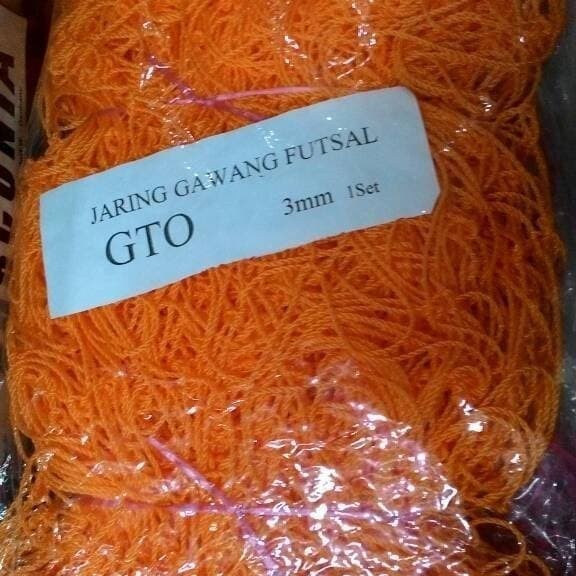 JARING GAWANG FUTSAL
GTO 3mm 1Set